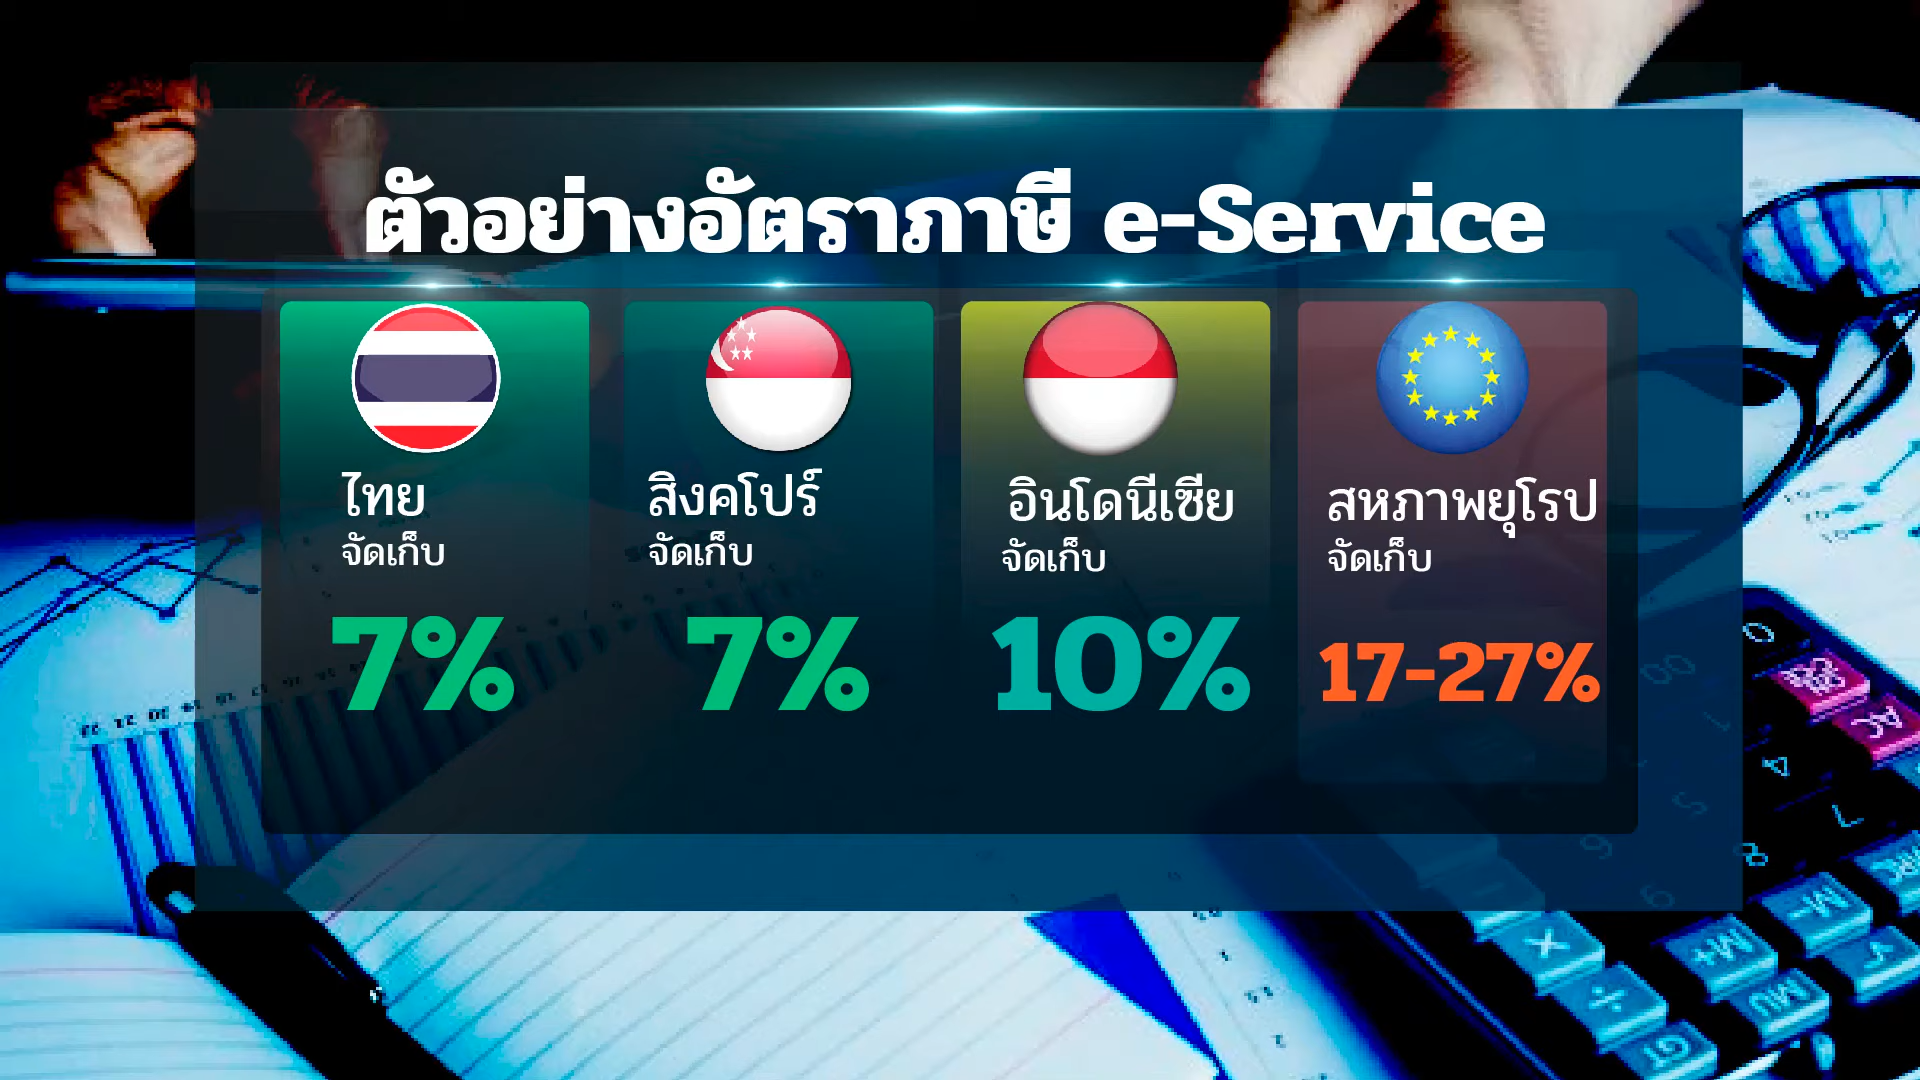 ตัวอย่างอัตราภาษี e-Service
ไทย
จัดเก็บ
7%
สิงคโปร์
จัดเก็บ
7%
อินโดนีเซีย
จัดเก็บ
10%
สหภาพยุโรป
จัดเก็บ
17-27%
M-
M+
MU
GT
AC
×
÷